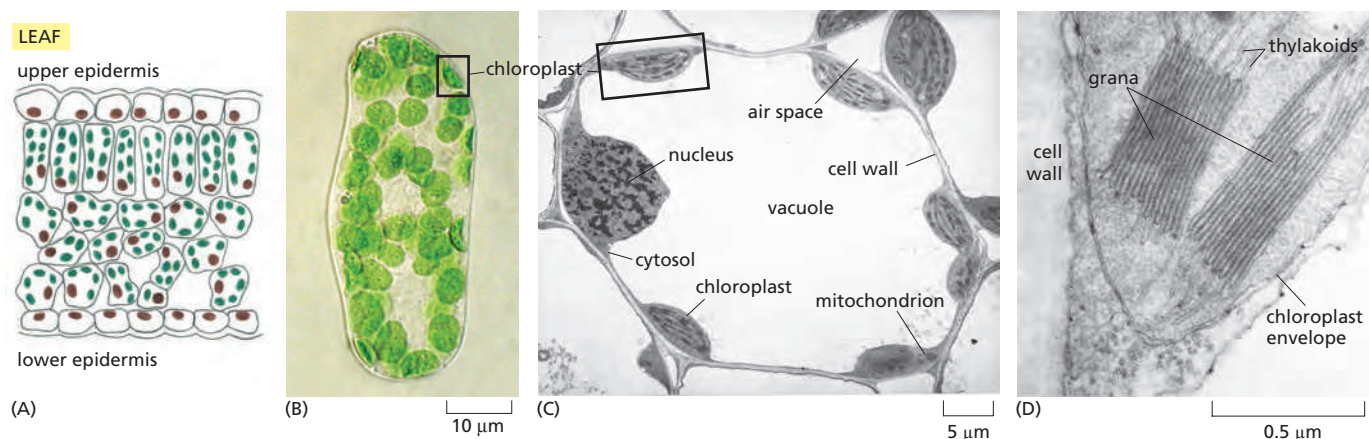 LEAF
upper epidermis
lower epidermis
(A)
chloroplast
(B)
10 μm
nucleus
cytosol
chloroplast
air space
cell wall
vacuole
mitochondrion
(C)
5 μm
thylakoids
grana
cell
wall
chloroplast
envelope
(D)
0.5 μm